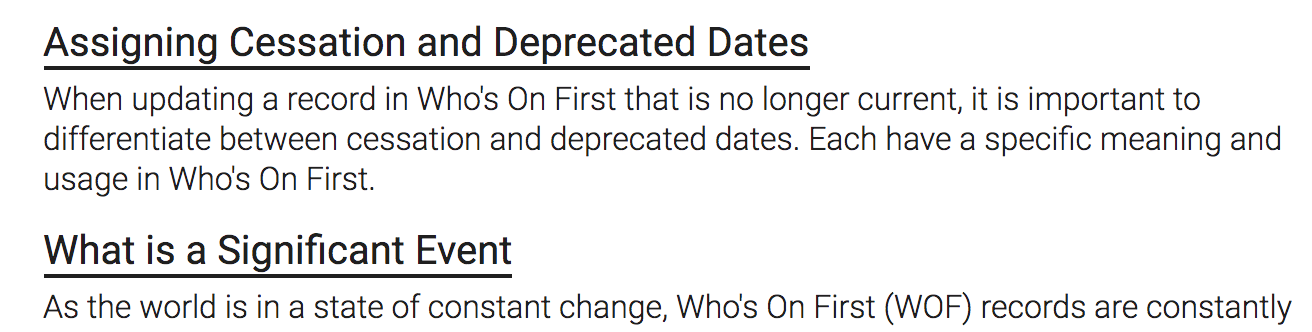 Assigning Cessation and Deprecated Dates
When updating a record in Who's On First that is no longer current, it is important to
differentiate between cessation and deprecated dates. Each have a specific meaning and
usage in Who's On First.
What is a Significant Event
As the world is in a state of constant change, Who's On First (WOF) records are constantly